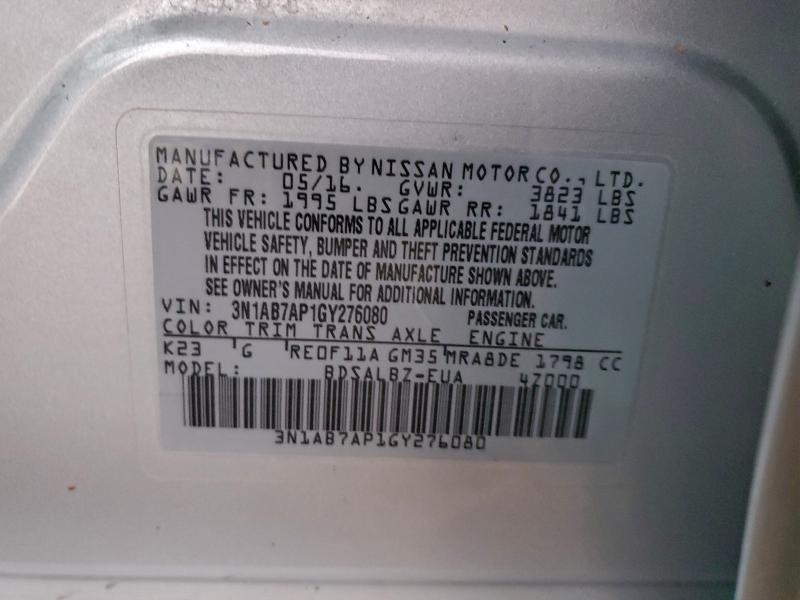 MANUFACTURED BY NISSAN MOTOR CO., LTD.
DATE: 05/16. GVWR: 3823 LBS
GAWR FR: 1995 LBS GAWR RR: 1841 LBS
THIS VEHICLE CONFORMS TO ALL APPLICABLE FEDERAL MOTOR
VEHICLE SAFETY, BUMPER AND THEFT PREVENTION STANDARDS
IN EFFECT ON THE DATE OF MANUFACTURE SHOWN ABOVE.
SEE OWNER'S MANUAL FOR ADDITIONAL INFORMATION.
VIN: 3N1AB7AP1GY276080 PASSENGER CAR.
COLOR TRIM TRANS AXLE ENGINE
K23 G RE0F11A GM35 MRA8DE 1798 CC
MODEL: BDSALBZ-EUA 47000
3N1AB7AP1GY276080